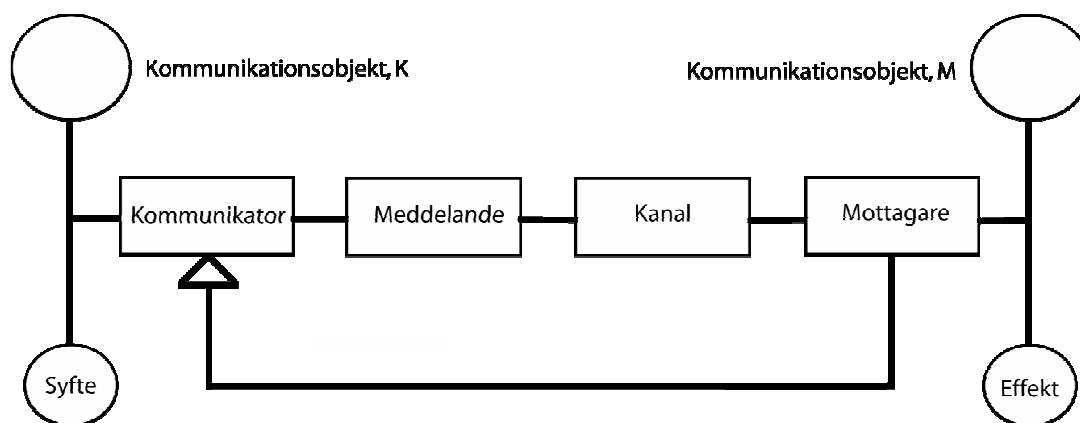 Kommunikationsobjekt, K
Kommunikationsobjekt, M
Kommunikator
Meddelande
Kanal
Mottagare
Syfte
Effekt